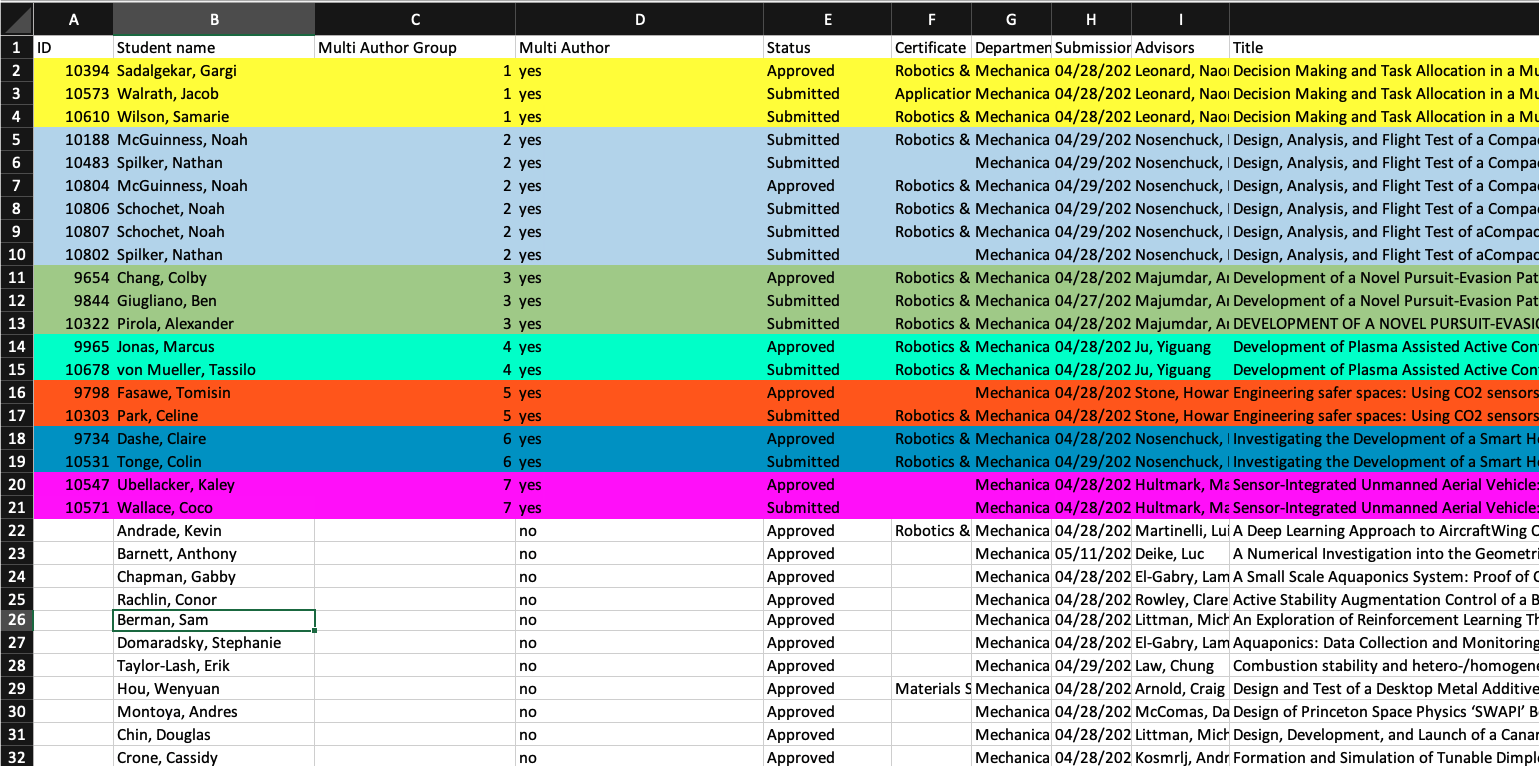 A B C D E F G H I
1 ID Student name Multi Author Group Multi Author Status Certificate Departmen Submission Advisors Title
2 10394 Sadalgekar, Gargi 1 yes Approved Robotics & Mechanica 04/28/202 Leonard, Nao Decision Making and Task Allocation in a Mu
3 10573 Walrath, Jacob 1 yes Submitted Application Mechanica 04/28/202 Leonard, Nao Decision Making and Task Allocation in a Mu
4 10610 Wilson, Samarie 1 yes Submitted Robotics & Mechanica 04/28/202 Leonard, Nao Decision Making and Task Allocation in a Mu
5 10188 McGuinness, Noah 2 yes Submitted Robotics & Mechanica 04/29/202 Nosenchuck, Design, Analysis, and Flight Test of a Compa
6 10483 Spilker, Nathan 2 yes Submitted Mechanica 04/29/202 Nosenchuck, Design, Analysis, and Flight Test of a Compa
7 10804 McGuinness, Noah 2 yes Approved Robotics & Mechanica 04/29/202 Nosenchuck, Design, Analysis, and Flight Test of a Compa
8 10806 Schochet, Noah 2 yes Submitted Robotics & Mechanica 04/29/202 Nosenchuck, Design, Analysis, and Flight Test of a Compa
9 10807 Schochet, Noah 2 yes Submitted Robotics & Mechanica 04/29/202 Nosenchuck, Design, Analysis, and Flight Test of aCompac
10 10802 Spilker, Nathan 2 yes Submitted Mechanica 04/28/202 Nosenchuck, Design, Analysis, and Flight Test of aCompac
11 9654 Chang, Colby 3 yes Approved Robotics & Mechanica 04/28/202 Majumdar, A Development of a Novel Pursuit-Evasion Pat
12 9844 Giugliano, Ben 3 yes Submitted Robotics & Mechanica 04/27/202 Majumdar, A Development of a Novel Pursuit-Evasion Pat
13 10322 Pirola, Alexander 3 yes Submitted Robotics & Mechanica 04/28/202 Majumdar, A DEVELOPMENT OF A NOVEL PURSUIT-EVASIO
14 9965 Jonas, Marcus 4 yes Approved Robotics & Mechanica 04/28/202 Ju, Yiguang Development of Plasma Assisted Active Con
15 10678 von Mueller, Tassilo 4 yes Submitted Robotics & Mechanica 04/28/202 Ju, Yiguang Development of Plasma Assisted Active Con
16 9798 Fasawe, Tomisin 5 yes Approved Mechanica 04/28/202 Stone, Howar Engineering safer spaces: Using CO2 sensors
17 10303 Park, Celine 5 yes Submitted Robotics & Mechanica 04/28/202 Stone, Howar Engineering safer spaces: Using CO2 sensors
18 9734 Dashe, Claire 6 yes Approved Robotics & Mechanica 04/28/202 Nosenchuck, Investigating the Development of a Smart H
19 10531 Tonge, Colin 6 yes Submitted Robotics & Mechanica 04/29/202 Nosenchuck, Investigating the Development of a Smart H
20 10547 Ubellacker, Kaley 7 yes Approved Mechanica 04/28/202 Hultmark, Ma Sensor-Integrated Unmanned Aerial Vehicle:
21 10571 Wallace, Coco 7 yes Submitted Mechanica 04/28/202 Hultmark, Ma Sensor-Integrated Unmanned Aerial Vehicle:
22 Andrade, Kevin no Approved Robotics & Mechanica 04/28/202 Martinelli, Lui A Deep Learning Approach to AircraftWing C
23 Barnett, Anthony no Approved Mechanica 05/11/202 Deike, Luc A Numerical Investigation into the Geometri
24 Chapman, Gabby no Approved Mechanica 04/28/202 El-Gabry, Lam A Small Scale Aquaponics System: Proof of C
25 Rachlin, Conor no Approved Mechanica 04/28/202 Rowley, Clare Active Stability Augmentation Control of a B
26 Berman, Sam no Approved Mechanica 04/28/202 Littman, Mich An Exploration of Reinforcement Learning Th
27 Domaradsky, Stephanie no Approved Mechanica 04/28/202 El-Gabry, Lam Aquaponics: Data Collection and Monitoring
28 Taylor-Lash, Erik no Approved Mechanica 04/29/202 Law, Chung Combustion stability and hetero-/homogene
29 Hou, Wenyuan no Approved Materials S Mechanica 04/28/202 Arnold, Craig Design and Test of a Desktop Metal Additive
30 Montoya, Andres no Approved Mechanica 04/28/202 McComas, Da Design of Princeton Space Physics ‘SWAPI’ B
31 Chin, Douglas no Approved Mechanica 04/28/202 Littman, Mich Design, Development, and Launch of a Canar
32 Crone, Cassidy no Approved Mechanica 04/28/202 Kosmrlj, Andr Formation and Simulation of Tunable Dimpl